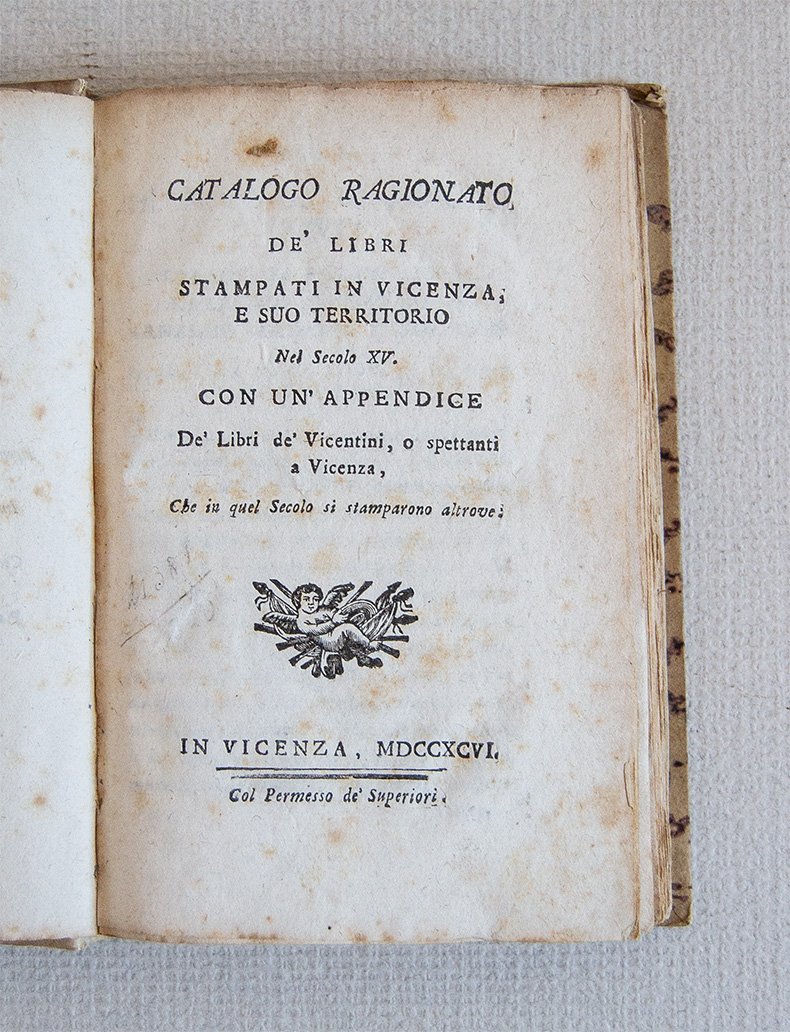 CATALOGO RAGIONATO
DE' LIBRI
STAMPATI IN VICENZA,
E SUO TERRITORIO
Nel Secolo XV.
CON UN' APPENDICE
De' Libri de' Vicentini, o spettanti
a Vicenza,
Che in quel Secolo si stamparono altrove.
IN VICENZA, MDCCXCVI.
Col Permesso de' Superiori.